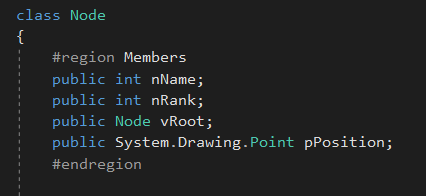 class Node
{
#region Members
public int nName;
public int nRank;
public Node vRoot;
public System.Drawing.Point pPosition;
#endregion